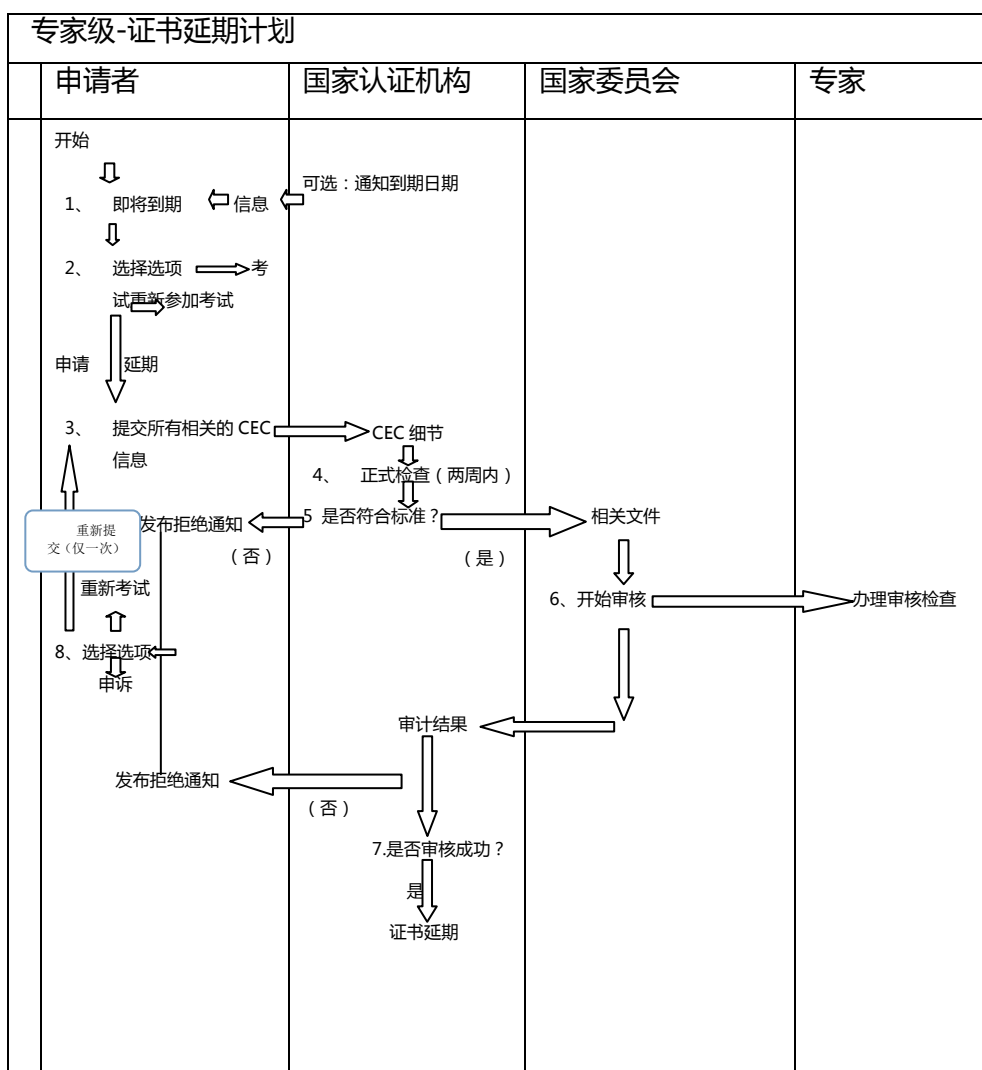 专家级-证书延期计划
申请者
国家认证机构
国家委员会
专家
开始
可选：通知到期日期
1、 即将到期 信息
2、 选择选项 考
试重新参加考试
申请 延期
3、 提交所有相关的 CEC
信息
CEC 细节
4、 正式检查（两周内）
5 是否符合标准？
发布拒绝通知
（否）
（是）
相关文件
重新提
交（仅一次）
重新考试
6、开始审核
办理审核检查
8、选择选项
申诉
审计结果
发布拒绝通知
（否）
7.是否审核成功？
是
证书延期